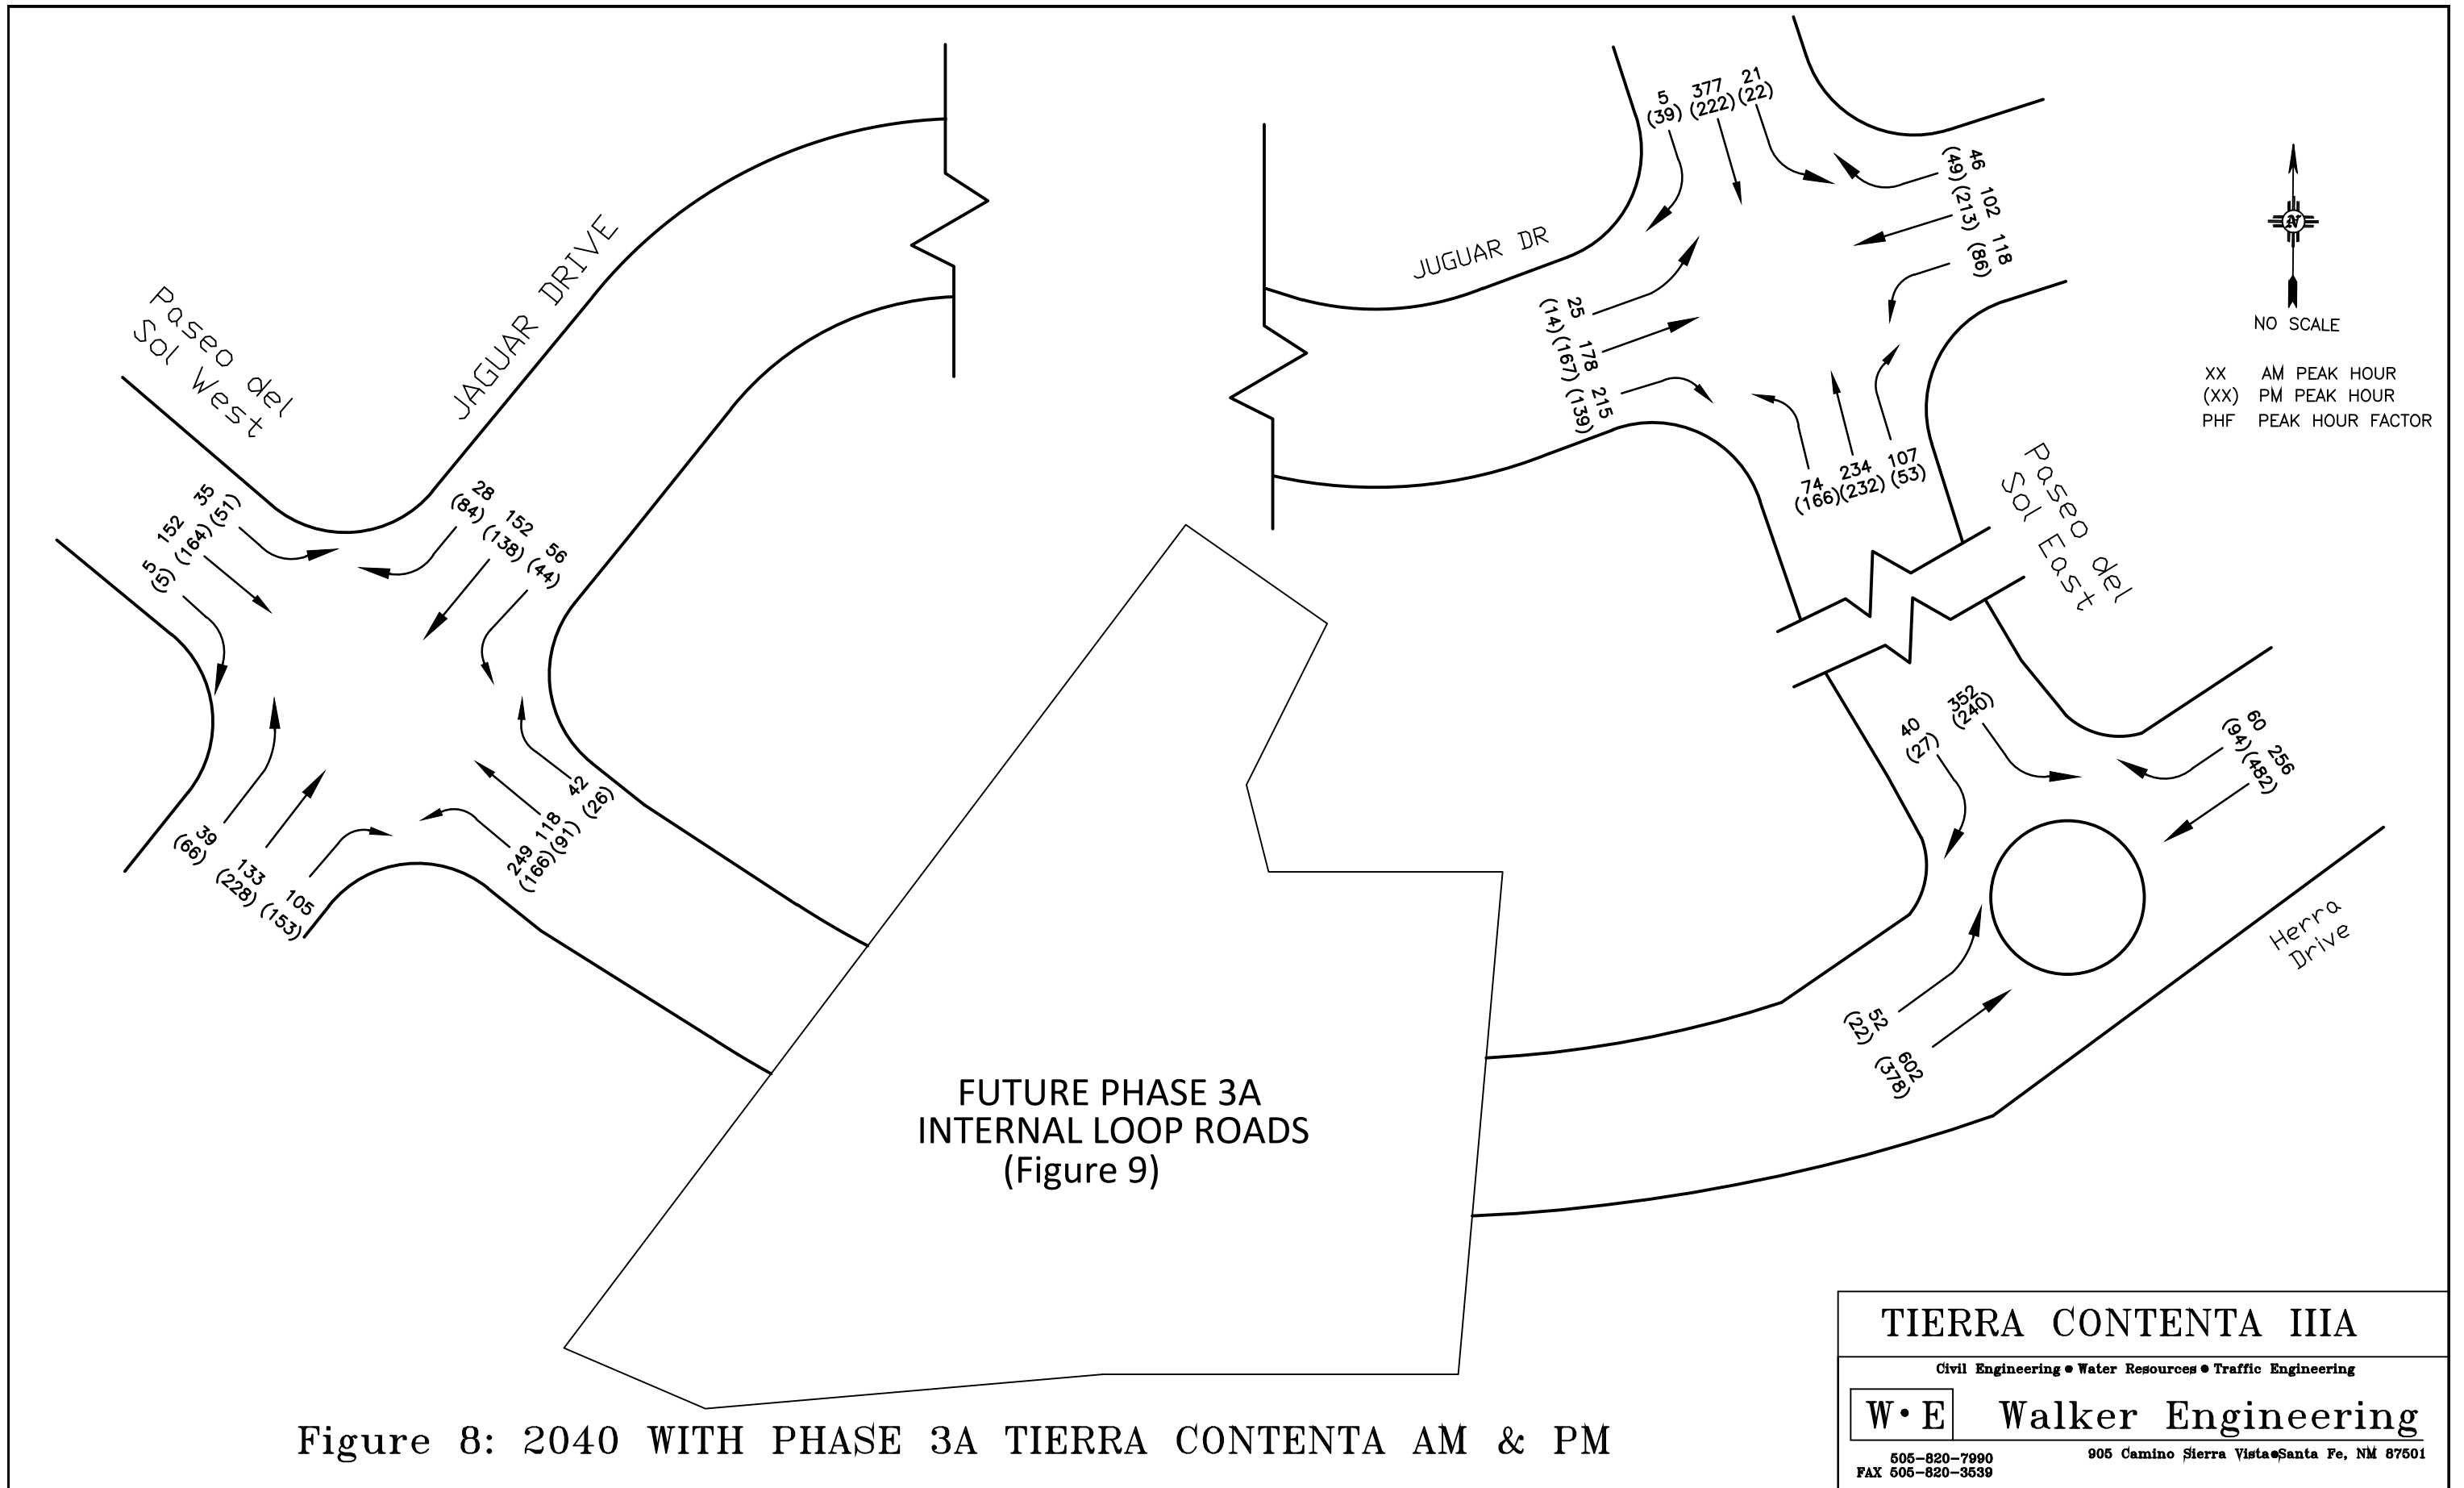 5 377 21
(39) (222) (22)
46 102 118
(49) (213) (86)
JUGUAR DR
25 178 215
(14) (167) (139)
74 234 107
(166) (232) (53)
NO SCALE
XX AM PEAK HOUR
(XX) PM PEAK HOUR
PHF PEAK HOUR FACTOR
Paseo del
Sol West
JAGUAR DRIVE
5 152 35
(5) (164) (51)
28 152 56
(84) (138) (44)
39 133 105
(66) (228) (153)
249 118 42
(166) (91) (26)
Paseo del
Sol East
40 352
(27) (240)
60 256
(94) (482)
52 602
(22) (378)
Herra
Drive
FUTURE PHASE 3A
INTERNAL LOOP ROADS
(Figure 9)
Figure 8: 2040 WITH PHASE 3A TIERRA CONTENTA AM & PM
TIERRA CONTENTA IIIA
Civil Engineering • Water Resources • Traffic Engineering
W·E Walker Engineering
505-820-7990
FAX 505-820-3539
905 Camino Sierra Vista•Santa Fe, NM 87501